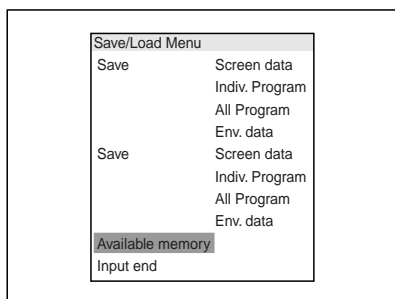 Save/Load Menu
Save Screen data
Indiv. Program
All Program
Env. data
Save Screen data
Indiv. Program
All Program
Env. data
Available memory
Input end